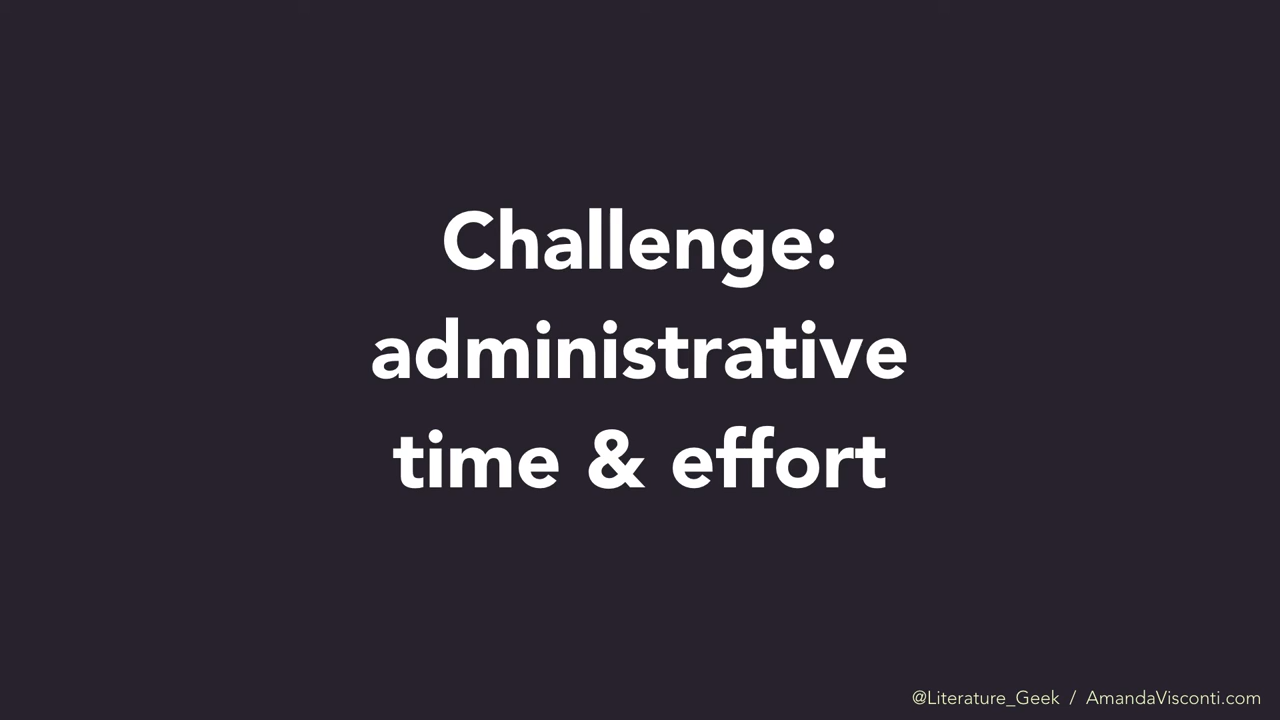 Challenge:
administrative
time & effort
@Literature_Geek / AmandaVisconti.com